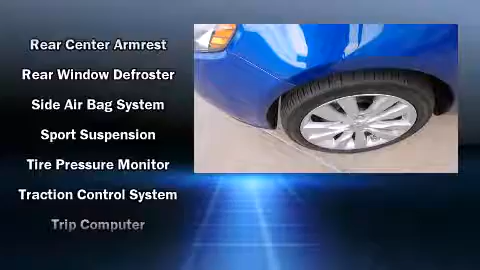 Rear Center Armrest
Rear Window Defroster
Side Air Bag System
Sport Suspension
Tire Pressure Monitor
Traction Control System
Trip Computer